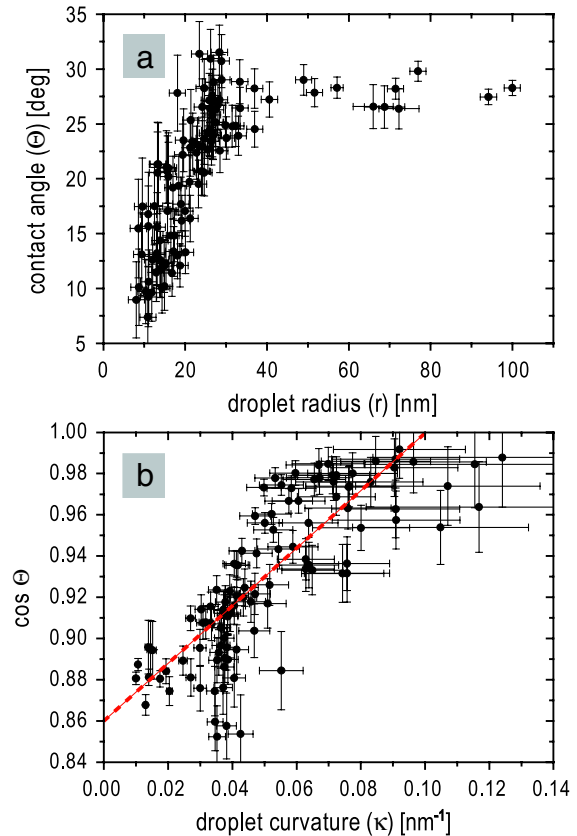 a
35
30
25
20
15
10
5
contact angle (Θ) [deg]
0 20 40 60 80 100
droplet radius (r) [nm]
b
1.00
0.98
0.96
0.94
0.92
0.90
0.88
0.86
0.84
cos Θ
0.00 0.02 0.04 0.06 0.08 0.10 0.12 0.14
droplet curvature (κ) [nm⁻¹]